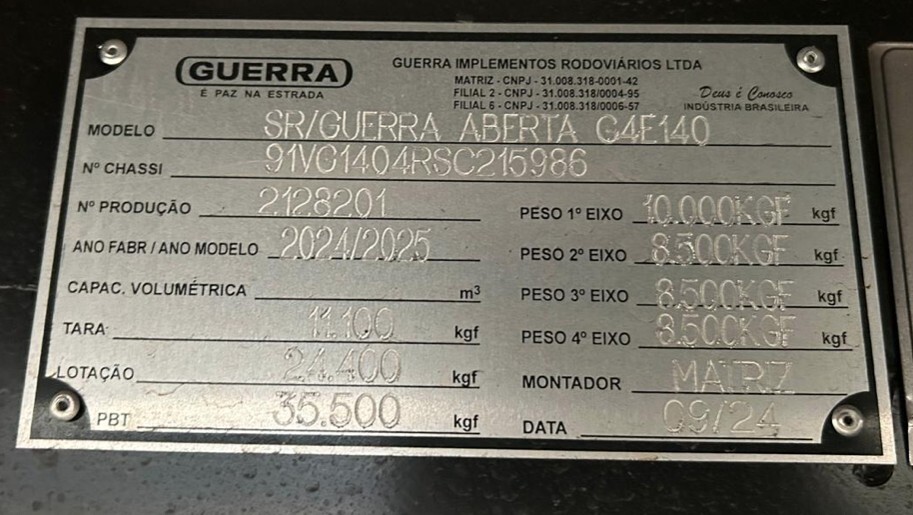 GUERRA
É PAZ NA ESTRADA
GUERRA IMPLEMENTOS RODOVIÁRIOS LTDA
MATRIZ - CNPJ - 31.008.318-0001-42
FILIAL 2 - CNPJ - 31.008.318/0004-95
FILIAL 6 - CNPJ - 31.008.318/0006-57
Deus é Conosco
INDÚSTRIA BRASILEIRA
MODELO SR/GUERRA ABERTA G4E140
Nº CHASSI 91VG1404RSC215986
Nº PRODUÇÃO 2128201
PESO 1º EIXO 10.000KGF kgf
ANO FABR / ANO MODELO 2024/2025
PESO 2º EIXO 8.500KGF kgf
CAPAC. VOLUMÉTRICA m³
PESO 3º EIXO 8.500KGF kgf
TARA 11.100 kgf
PESO 4º EIXO 8.500KGF kgf
LOTAÇÃO 24.400 kgf
MONTADOR MATRIZ
PBT 35.500 kgf
DATA 09/24